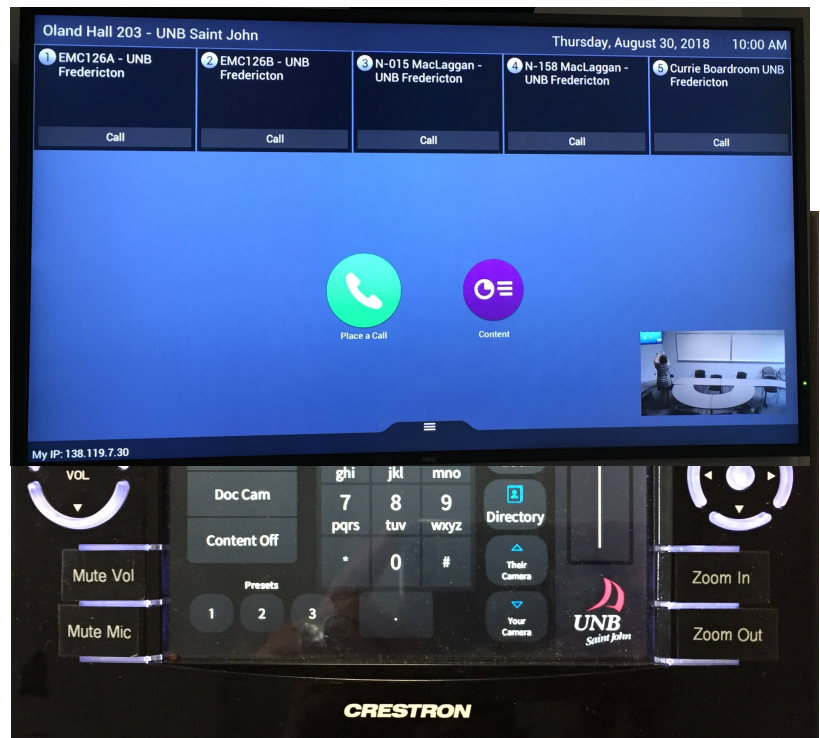 Oland Hall 203 - UNB Saint John
Thursday, August 30, 2018 10:00 AM
1 EMC126A - UNB
Fredericton
Call
2 EMC126B - UNB
Fredericton
Call
3 N-015 MacLaggan -
UNB Fredericton
Call
4 N-158 MacLaggan -
UNB Fredericton
Call
5 Currie Boardroom UNB
Fredericton
Call
Place a Call
Content
My IP: 138.119.7.30
NEC
VOL
Mute Vol
Mute Mic
Doc Cam
Content Off
Presets
1 2 3
ghi jkl mno
7 8 9
pqrs tuv wxyz
* 0 #
.
Directory
Their
Camera
Your
Camera
UNB
Saint John
Zoom In
Zoom Out
CRESTRON